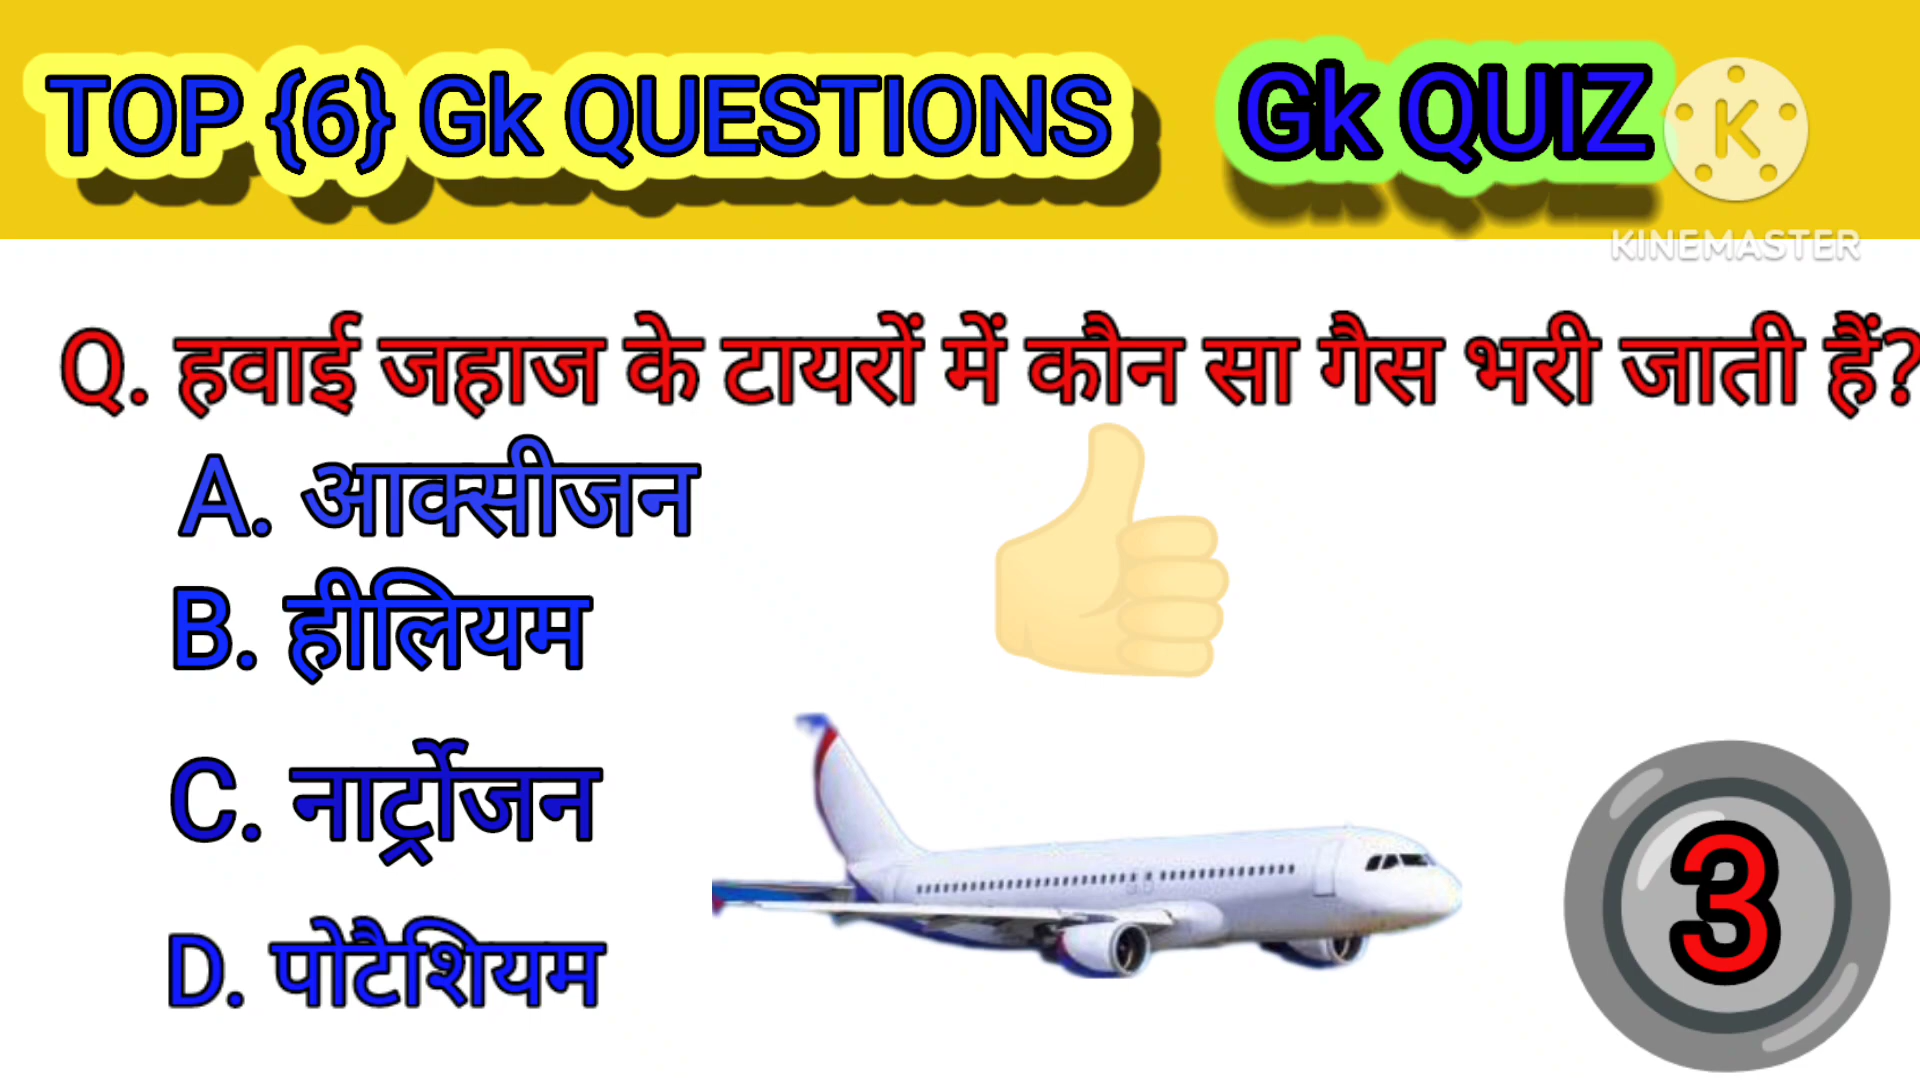 TOP {6} Gk QUESTIONS
Gk QUIZ
K
KINEMASTER
Q. हवाई जहाज के टायरों में कौन सा गैस भरी जाती हैं?
A. आक्सीजन
B. हीलियम
C. नार्ट्रोजन
D. पोटैशियम
3